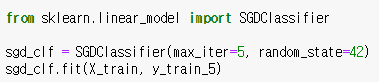 from sklearn.linear_model import SGDClassifier
sgd_clf = SGDClassifier(max_iter=5, random_state=42)
sgd_clf.fit(X_train, y_train_5)